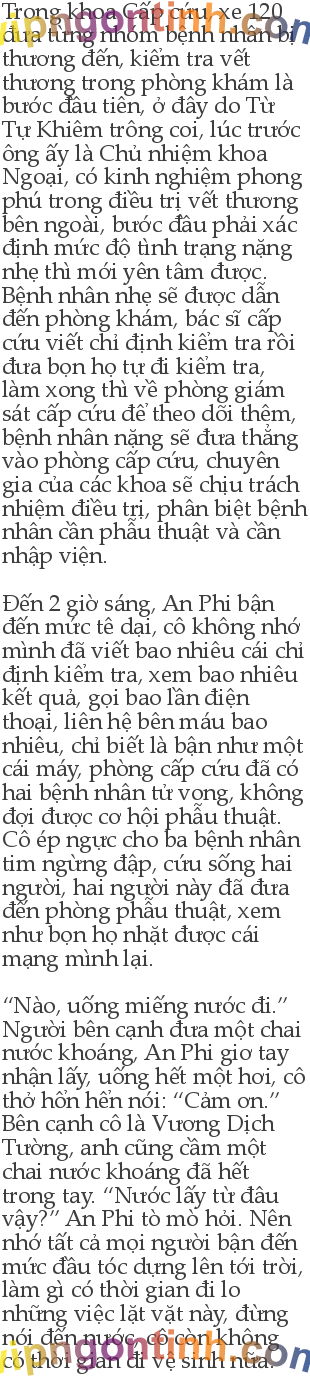 Trong khoa Cấp cứu, xe 120
đưa từng nhóm bệnh nhân bị
thương đến, kiểm tra vết
thương trong phòng khám là
bước đầu tiên, ở đây do Từ
Tự Khiêm trông coi, lúc trước
ông ấy là Chủ nhiệm khoa
Ngoại, có kinh nghiệm phong
phú trong điều trị vết thương
bên ngoài, bước đầu phải xác
định mức độ tình trạng nặng
nhẹ thì mới yên tâm được.
Bệnh nhân nhẹ sẽ được dẫn
đến phòng khám, bác sĩ cấp
cứu viết chỉ định kiểm tra rồi
đưa bọn họ tự đi kiểm tra,
làm xong thì về phòng giám
sát cấp cứu để theo dõi thêm,
bệnh nhân nặng sẽ đưa thẳng
vào phòng cấp cứu, chuyên
gia của các khoa sẽ chịu trách
nhiệm điều trị, phân biệt bệnh
nhân cần phẫu thuật và cần
nhập viện.
Đến 2 giờ sáng, An Phi bận
đến mức tê dại, cô không nhớ
mình đã viết bao nhiêu cái chỉ
định kiểm tra, xem bao nhiêu
kết quả, gọi bao lần điện
thoại, liên hệ bên máu bao
nhiêu, chỉ biết là bận như một
cái máy, phòng cấp cứu đã có
hai bệnh nhân tử vong, không
đợi được cơ hội phẫu thuật.
Cô ép ngực cho ba bệnh nhân
tim ngừng đập, cứu sống hai
người, hai người này đã đưa
đến phòng phẫu thuật, xem
như bọn họ nhặt được cái
mạng mình lại.
“Nào, uống miếng nước đi.”
Người bên cạnh đưa một chai
nước khoáng, An Phi giơ tay
nhận lấy, uống hết một hơi, cô
thở hổn hển nói: “Cảm ơn.”
Bên cạnh cô là Vương Dịch
Tường, anh cũng cầm một
chai nước khoáng đã hết
trong tay. “Nước lấy từ đâu
vậy?” An Phi tò mò hỏi. Nên
nhớ tất cả mọi người bận đến
mức đầu tóc dựng lên tới trời,
làm gì có thời gian đi lo
những việc lặt vặt này, đừng
nói đến nước, cô còn không
có thời gian đi vệ sinh nữa.